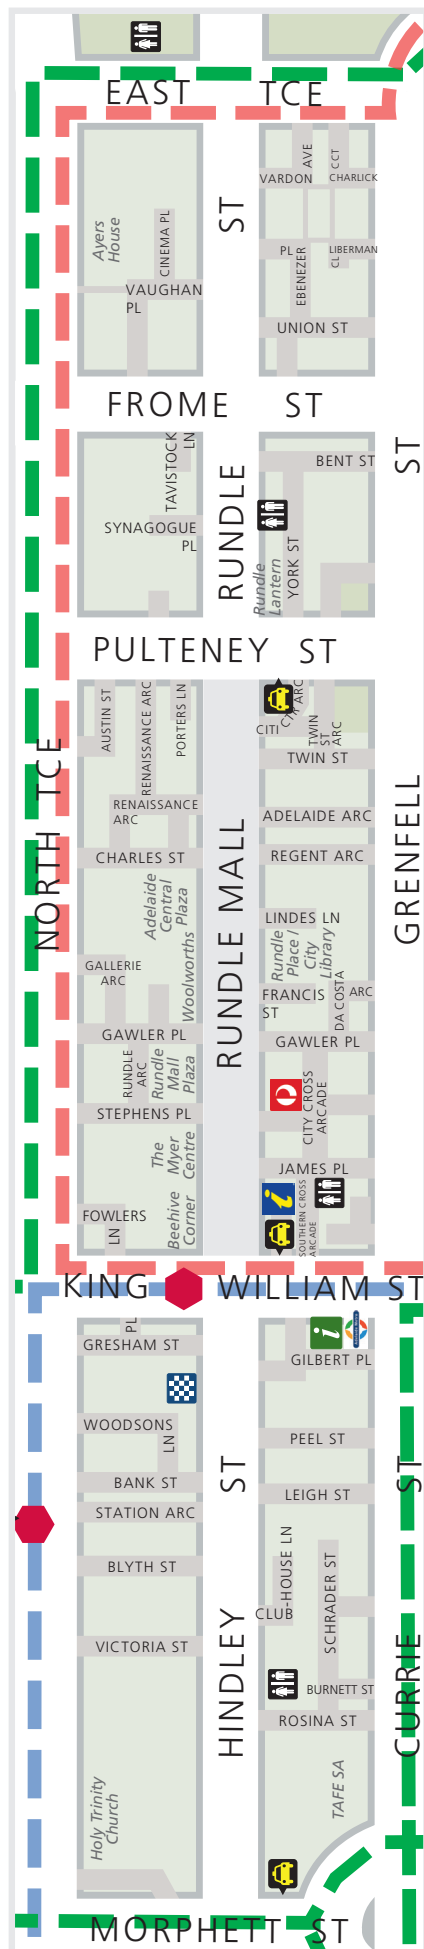 EAST TCE
AVE
CCT
VARDON
CHARLICK
ST
Ayers
House
CINEMA PL
PL
LIBERMAN
CL
EBENEZER
VAUGHAN
PL
UNION ST
FROME ST
TAVISTOCK
LN
BENT ST
ST
SYNAGOGUE
PL
RUNDLE
Rundle
Lantern
YORK ST
PULTENEY ST
AUSTIN ST
RENAISSANCE ARC
PORTERS LN
CITI
CITI ARC
TWIN
ST
ARC
TWIN ST
NORTH TCE
RENAISSANCE
ARC
ADELAIDE ARC
CHARLES ST
REGENT ARC
GRENFELL
RUNDLE MALL
Adelaide
Central
Plaza
LINDES LN
Rundle
Place /
City
Library
Woolworths
GALLERIE
ARC
FRANCIS
ST
DA COSTA
ARC
GAWLER PL
GAWLER PL
RUNDLE
ARC
Rundle
Mall
Plaza
CITY CROSS
ARCADE
STEPHENS PL
The
Myer
Centre
JAMES PL
i
Beehive
Corner
FOWLERS
LN
SOUTHERN CROSS
ARCADE
KING WILLIAM ST
PL
GRESHAM ST
i
GILBERT PL
WOODSONS
LN
PEEL ST
BANK ST
ST
ST
LEIGH ST
STATION ARC
CLUB
-HOUSE LN
BLYTH ST
SCHRADER ST
VICTORIA ST
HINDLEY
CURRIE
BURNETT ST
ROSINA ST
Holy Trinity
Church
TAFE SA
MORPHETT ST